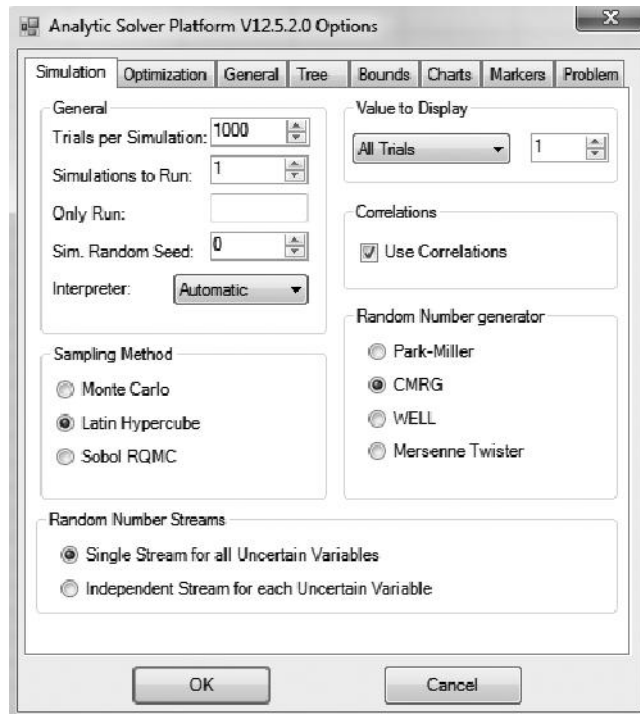 Analytic Solver Platform V12.5.2.0 Options
Simulation Optimization General Tree Bounds Charts Markers Problem
General
Trials per Simulation: 1000
Simulations to Run: 1
Only Run:
Sim. Random Seed: 0
Interpreter: Automatic
Value to Display
All Trials 1
Correlations
Use Correlations
Sampling Method
Monte Carlo
Latin Hypercube
Sobol RQMC
Random Number generator
Park-Miller
CMRG
WELL
Mersenne Twister
Random Number Streams
Single Stream for all Uncertain Variables
Independent Stream for each Uncertain Variable
OK Cancel